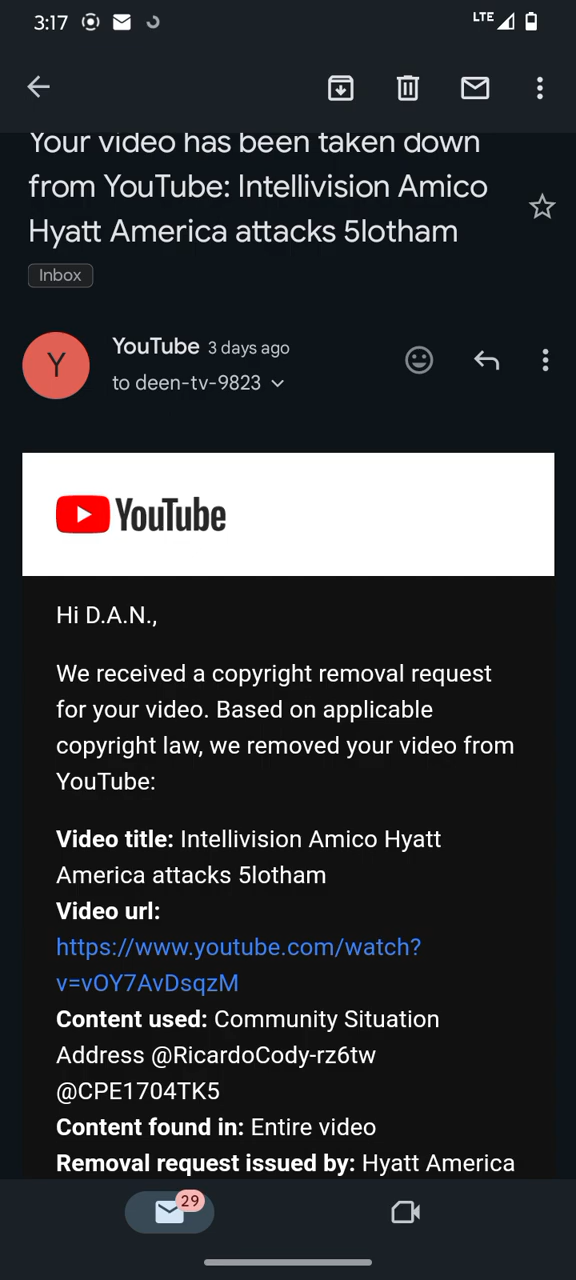 3:17
LTE
Your video has been taken down
from YouTube: Intellivision Amico
Hyatt America attacks 5lotham
Inbox
Y
YouTube 3 days ago
to deen-tv-9823
YouTube
Hi D.A.N.,
We received a copyright removal request
for your video. Based on applicable
copyright law, we removed your video from
YouTube:
Video title: Intellivision Amico Hyatt
America attacks 5lotham
Video url:
https://www.youtube.com/watch?
v=vOY7AvDsqzM
Content used: Community Situation
Address @RicardoCody-rz6tw
@CPE1704TK5
Content found in: Entire video
Removal request issued by: Hyatt America
29